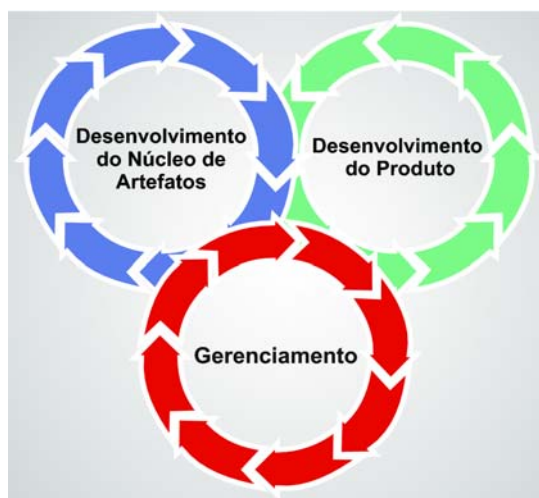 Desenvolvimento
do Núcleo de
Artefatos
Desenvolvimento
do Produto
Gerenciamento